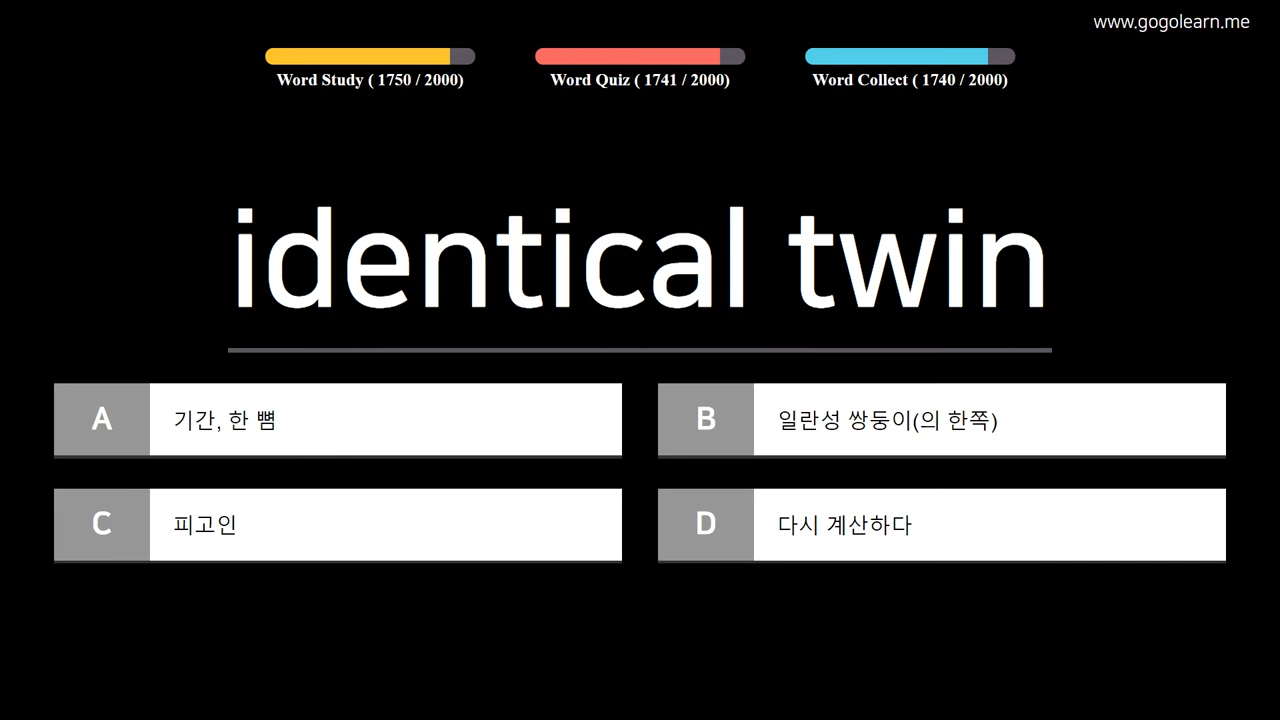 www.gogolearn.me
Word Study ( 1750 / 2000)
Word Quiz ( 1741 / 2000)
Word Collect ( 1740 / 2000)
identical twin
A 기간, 한 뼘
B 일란성 쌍둥이(의 한쪽)
C 피고인
D 다시 계산하다